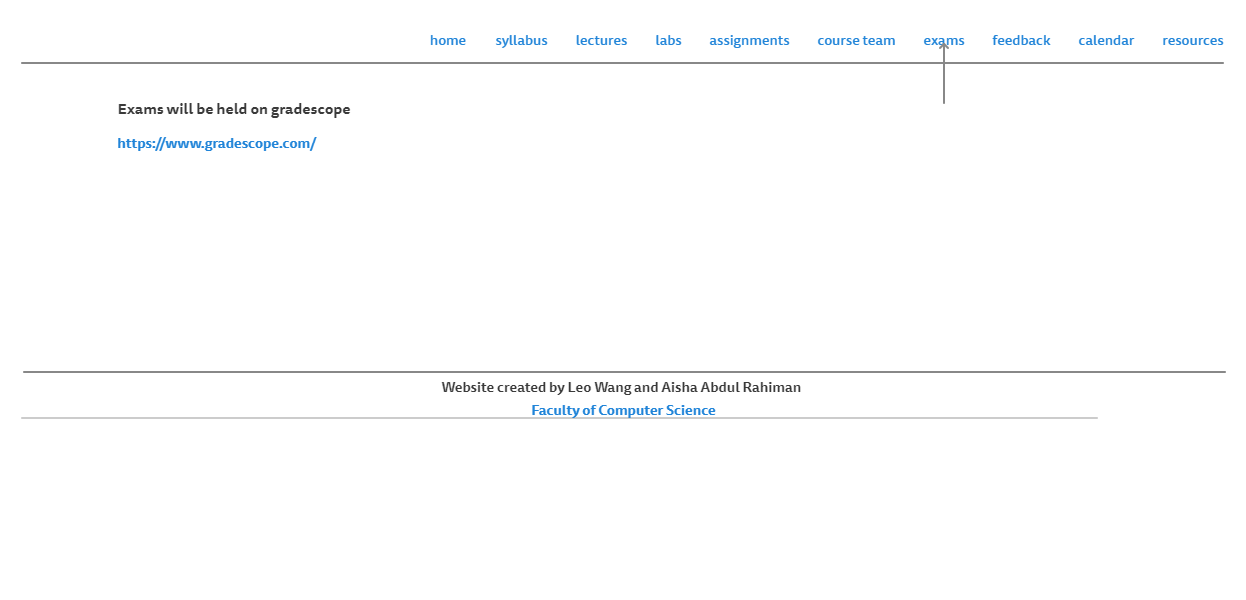 home syllabus lectures labs assignments course team exams feedback calendar resources
Exams will be held on gradescope
https://www.gradescope.com/
Website created by Leo Wang and Aisha Abdul Rahiman
Faculty of Computer Science